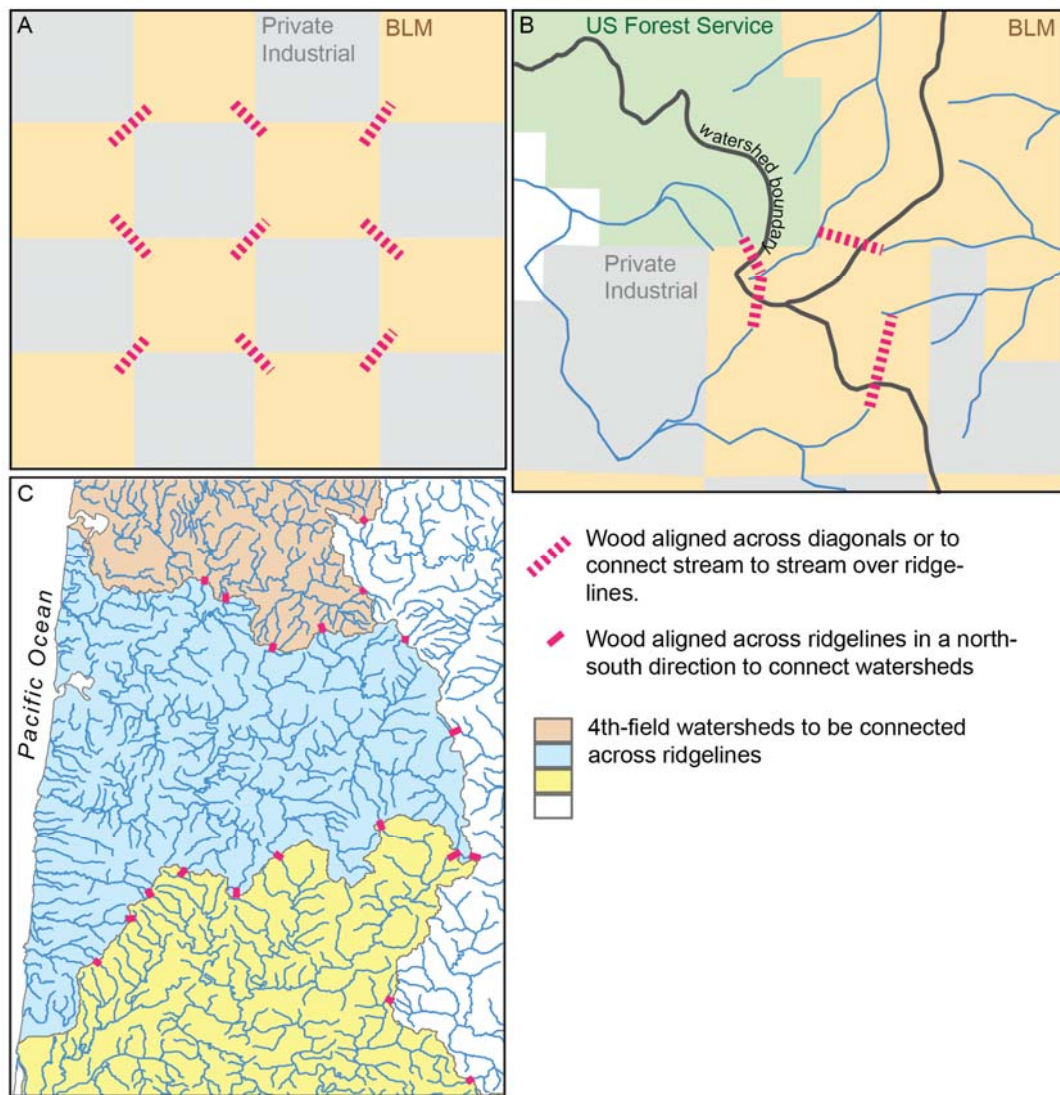 A
Private
Industrial
BLM
B
US Forest Service
BLM
watershed boundary
Private
Industrial
C
Pacific Ocean
Wood aligned across diagonals or to
connect stream to stream over ridge-
lines.
Wood aligned across ridgelines in a north-
south direction to connect watersheds
4th-field watersheds to be connected
across ridgelines